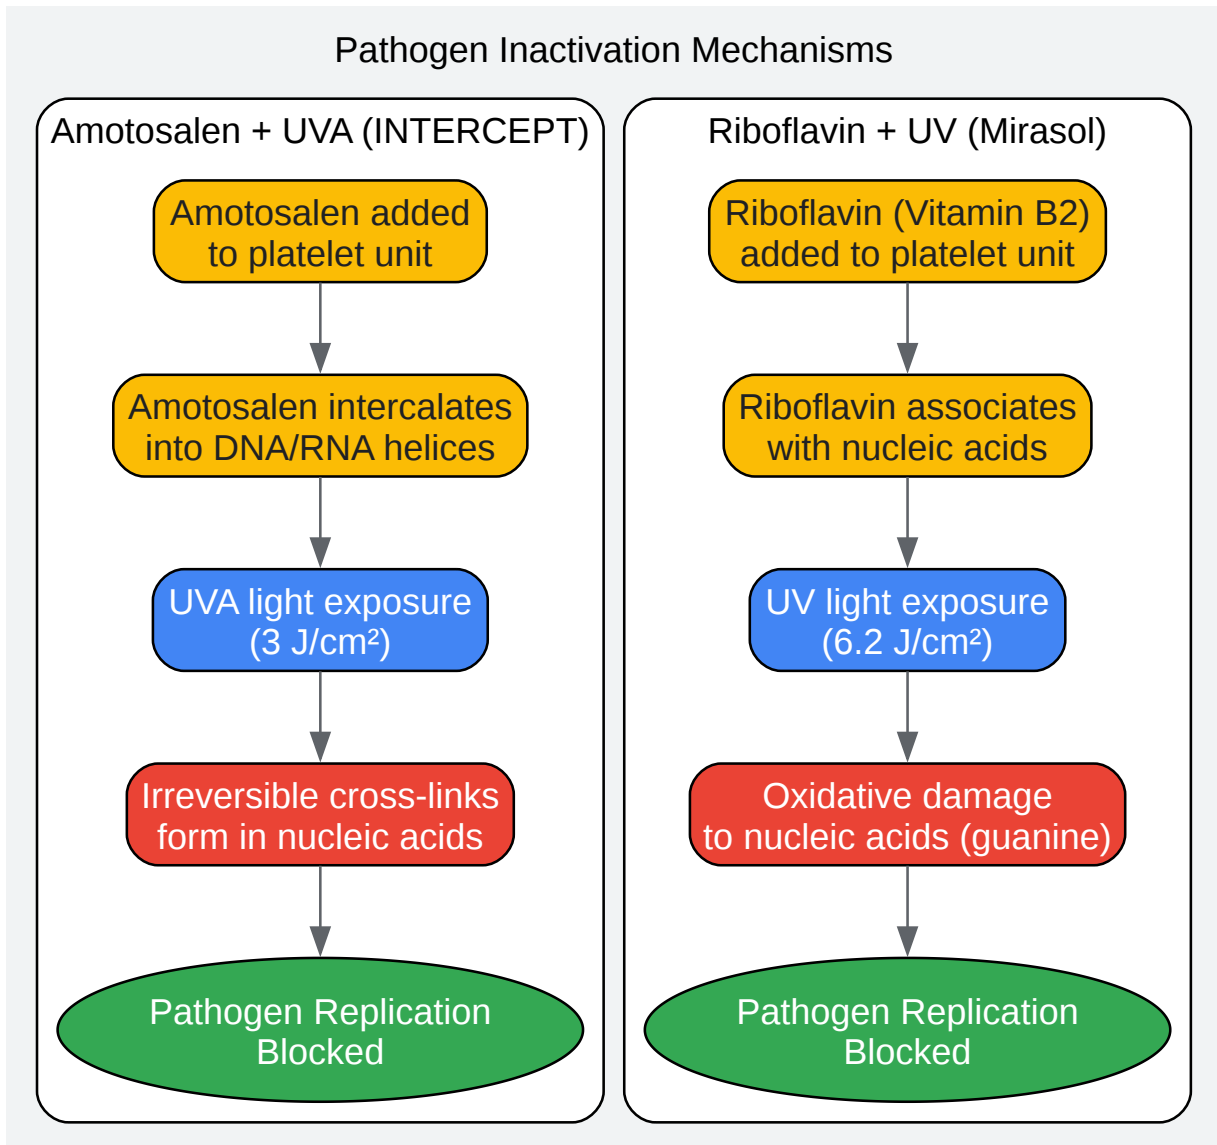 Pathogen Inactivation Mechanisms
Amotosalen + UVA (INTERCEPT)
Amotosalen added
to platelet unit
Amotosalen intercalates
into DNA/RNA helices
UVA light exposure
(3 J/cm²)
Irreversible cross-links
form in nucleic acids
Pathogen Replication
Blocked
Riboflavin + UV (Mirasol)
Riboflavin (Vitamin B2)
added to platelet unit
Riboflavin associates
with nucleic acids
UV light exposure
(6.2 J/cm²)
Oxidative damage
to nucleic acids (guanine)
Pathogen Replication
Blocked